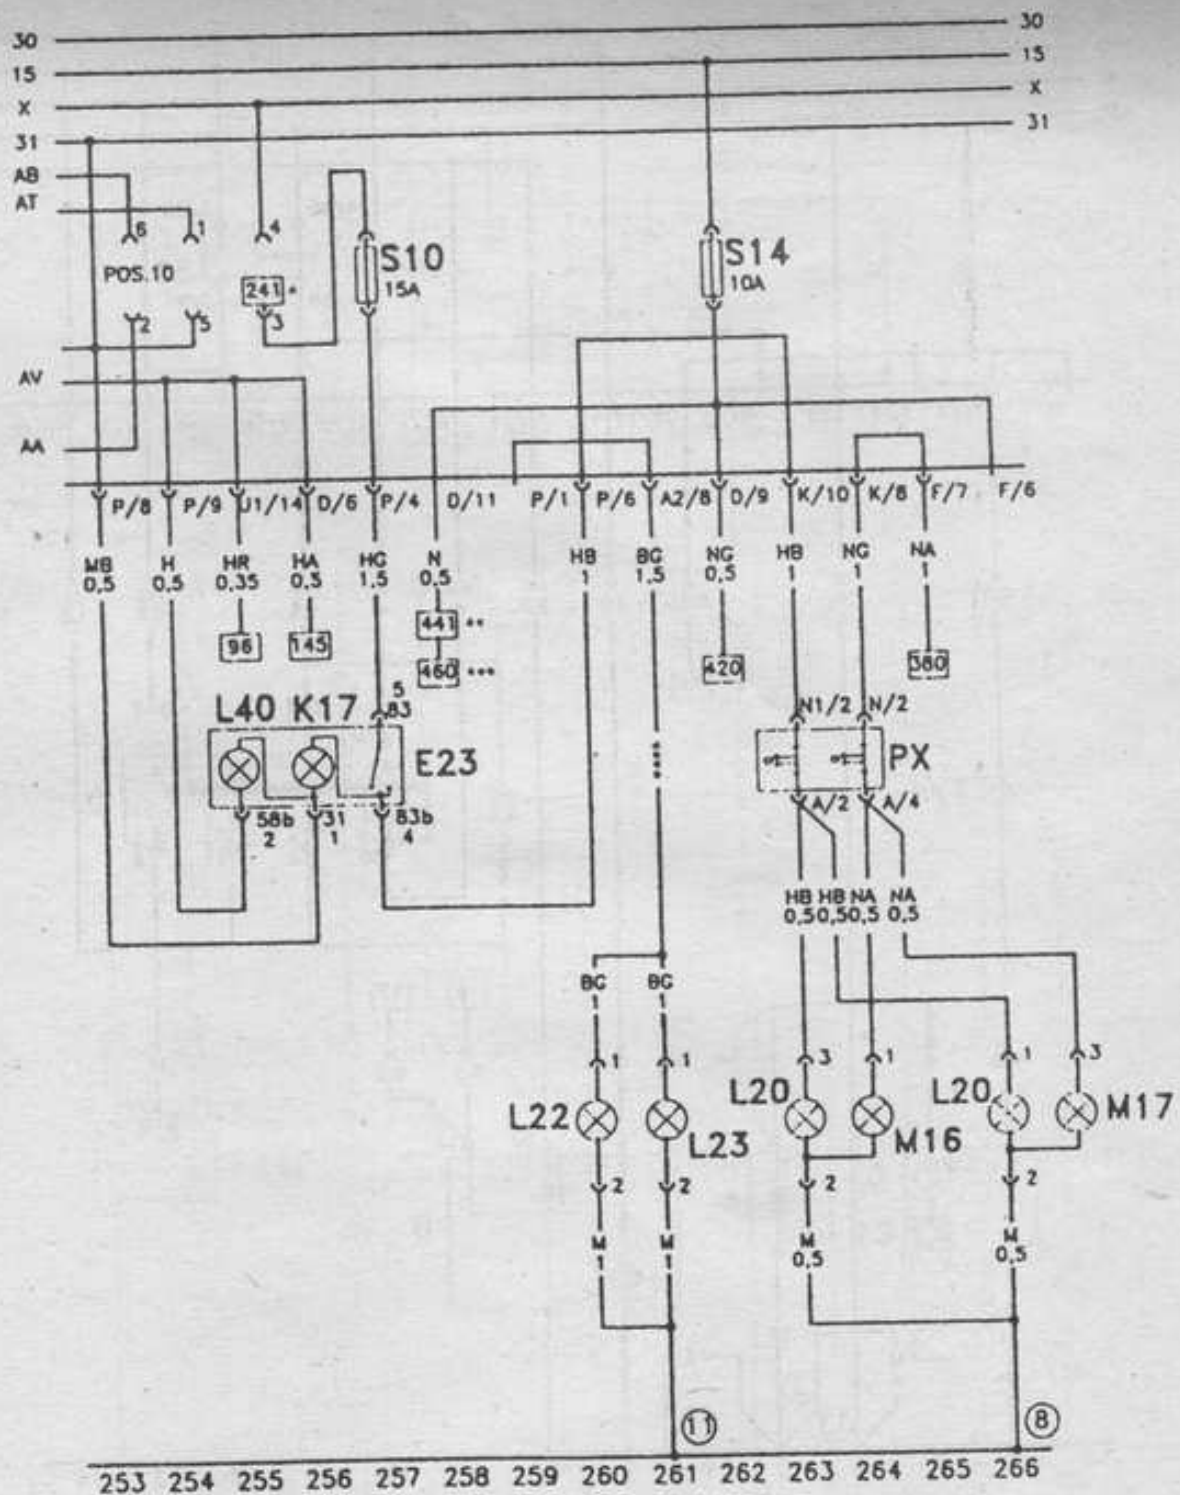 30 30
15 15
X X
31 31
AB
AT
6 1 4
POS.10
241 *
S10
15A
S14
10A
2 5 3
AV
AA
P/8 P/9 U1/14 D/6 P/4 D/11 P/1 P/6 A2/8 D/9 K/10 K/8 F/7 F/6
MB H HR HA HG N HB BG NG HB NG NA
0,5 0,5 0,35 0,5 1,5 0,5 1 1,5 0,5 1 1 1
96 145 441 ** 420 380
460 ***
5
83
L40 K17
N1/2 N/2
****
E23
PX
58b 31 83b
2 1 4
A/2 A/4
HB HB NA NA
0,5 0,5 0,5 0,5
BG BG
1 1
1 1 3 1 1 3
L22 L23 L20 M16 L20 M17
2 2 2 2
M M M M
1 1 0,5 0,5
11 8
253 254 255 256 257 258 259 260 261 262 263 264 265 266